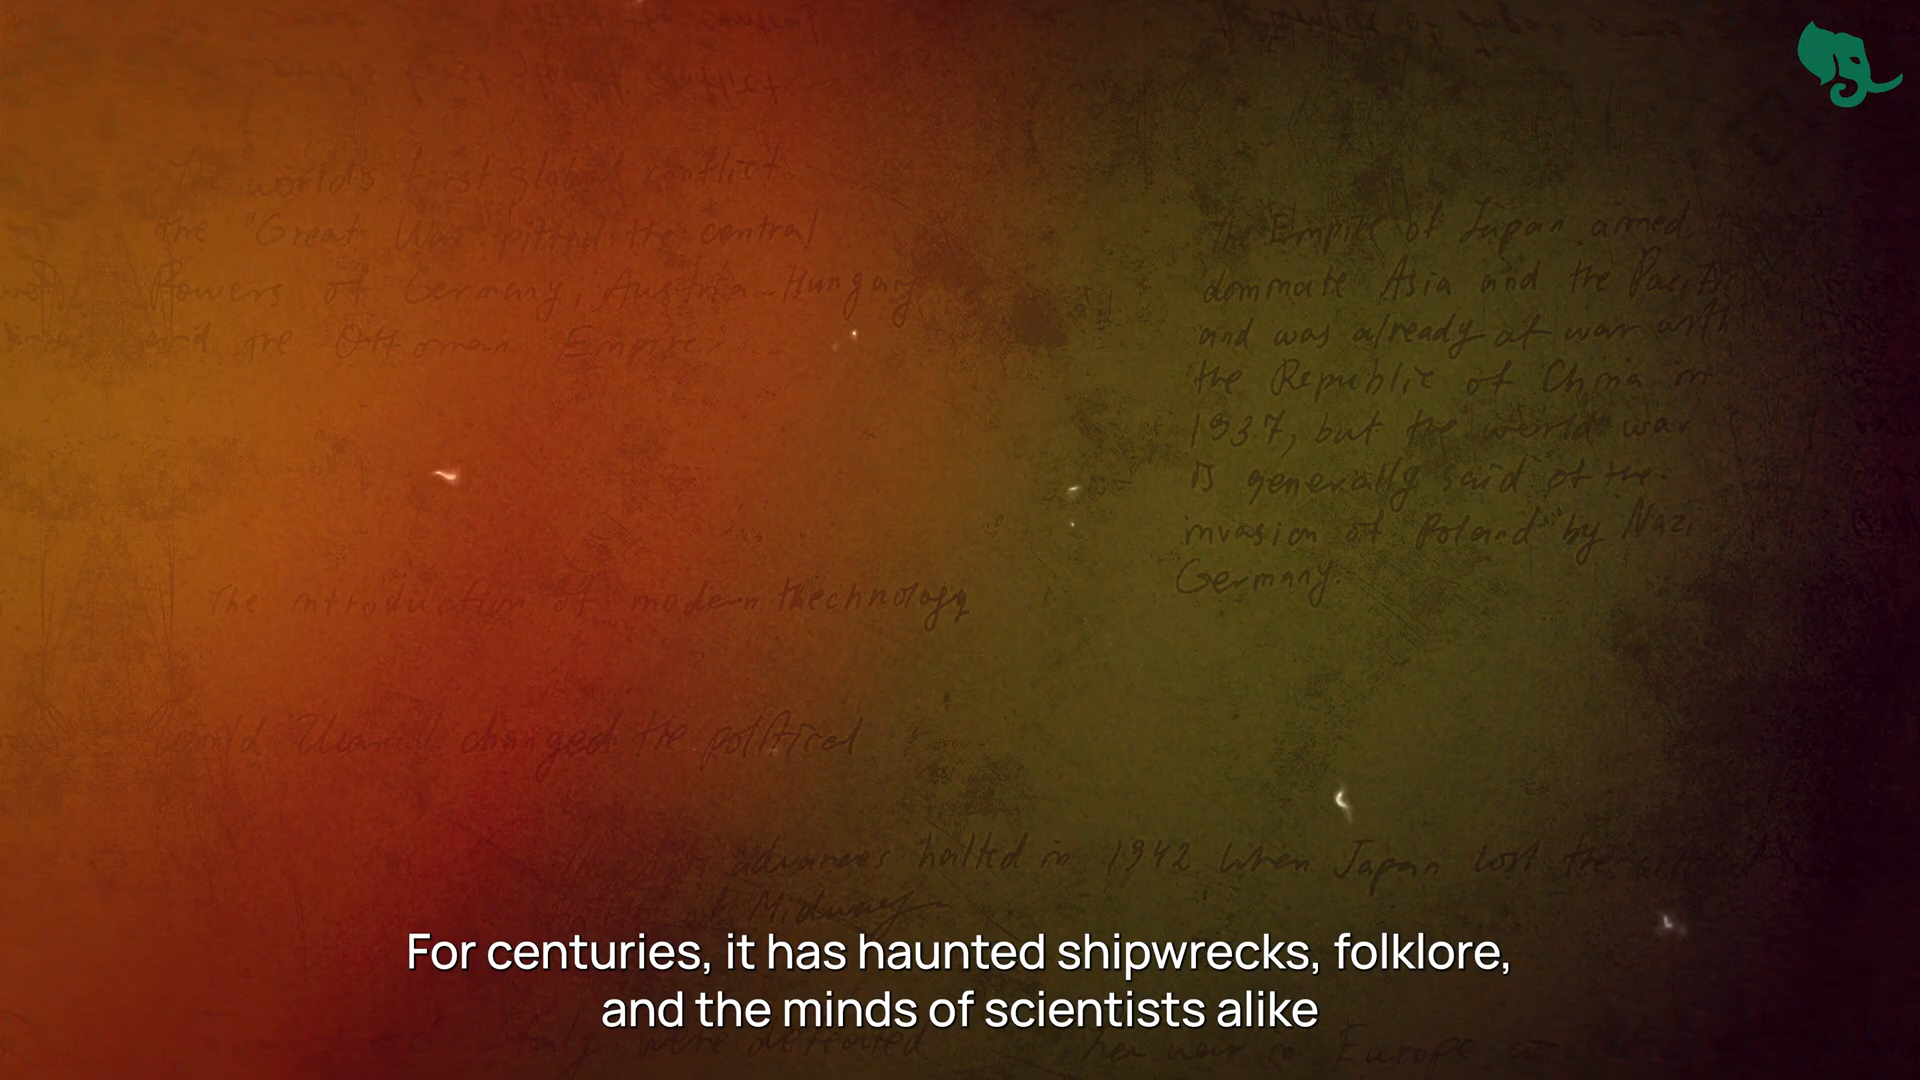 The world's first global conflict
the "Great War" pitted the central
Powers of Germany, Austria-Hungary
and the Ottoman Empire
The Empire of Japan aimed to
dominate Asia and the Pacific
and was already at war with
the Republic of China in
1937, but the world war
is generally said of the
invasion of Poland by Nazi
Germany.
The introduction of modern thechnology
World War changed the political
advances halted in 1942 when Japan lost the
Midway
For centuries, it has haunted shipwrecks, folklore,
and the minds of scientists alike
were defeated
war in Europe